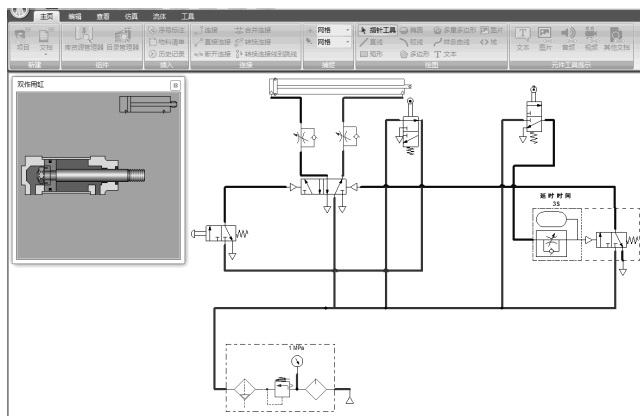 主页 编辑 查看 仿真 流体 工具
项目 文档
新建
库资源管理器 目录管理器
组件
序号标注
物料清单
历史记录
插入
连接 合并连接
直接连接 转换连接
断开连接 转换连接线到跳线
连接
网格
网格
捕捉
指针工具 椭圆 多重多边形 图片
直线 弧线 样条曲线 域
矩形 多边形 T 文本
绘图
文本 图片 音频 视频 其他文档
元件工具提示
双作用缸
延时时间
3S
1 MPa